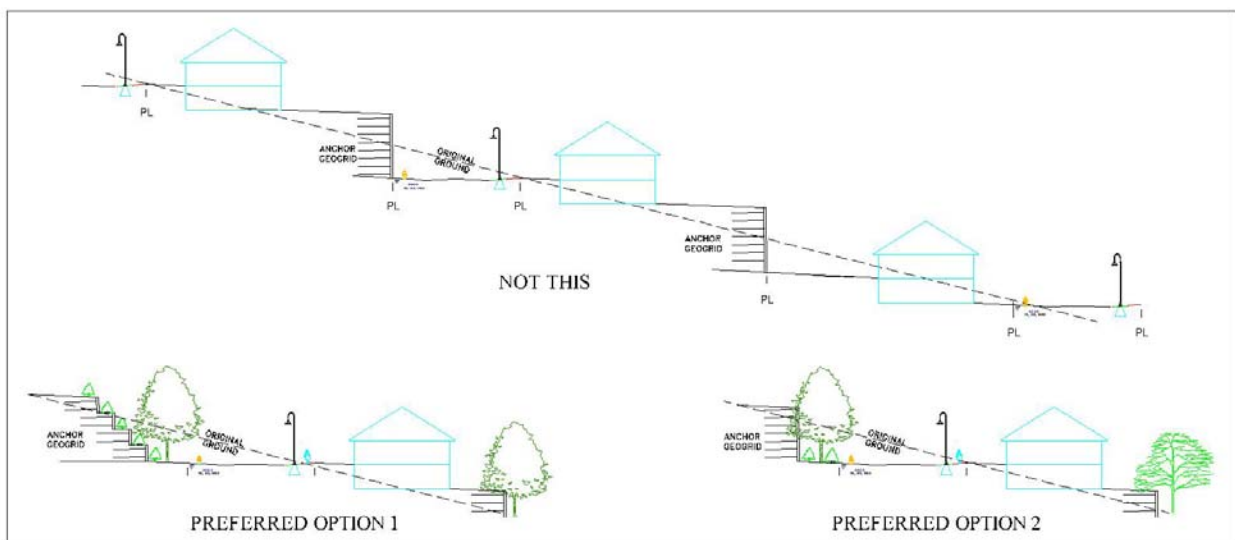 PL
ANCHOR
GEOGRID
ORIGINAL
GROUND
PL
PL
ANCHOR
GEOGRID
NOT THIS
PL
PL
PL
ANCHOR
GEOGRID
ORIGINAL
GROUND
PREFERRED OPTION 1
ANCHOR
GEOGRID
ORIGINAL
GROUND
PREFERRED OPTION 2